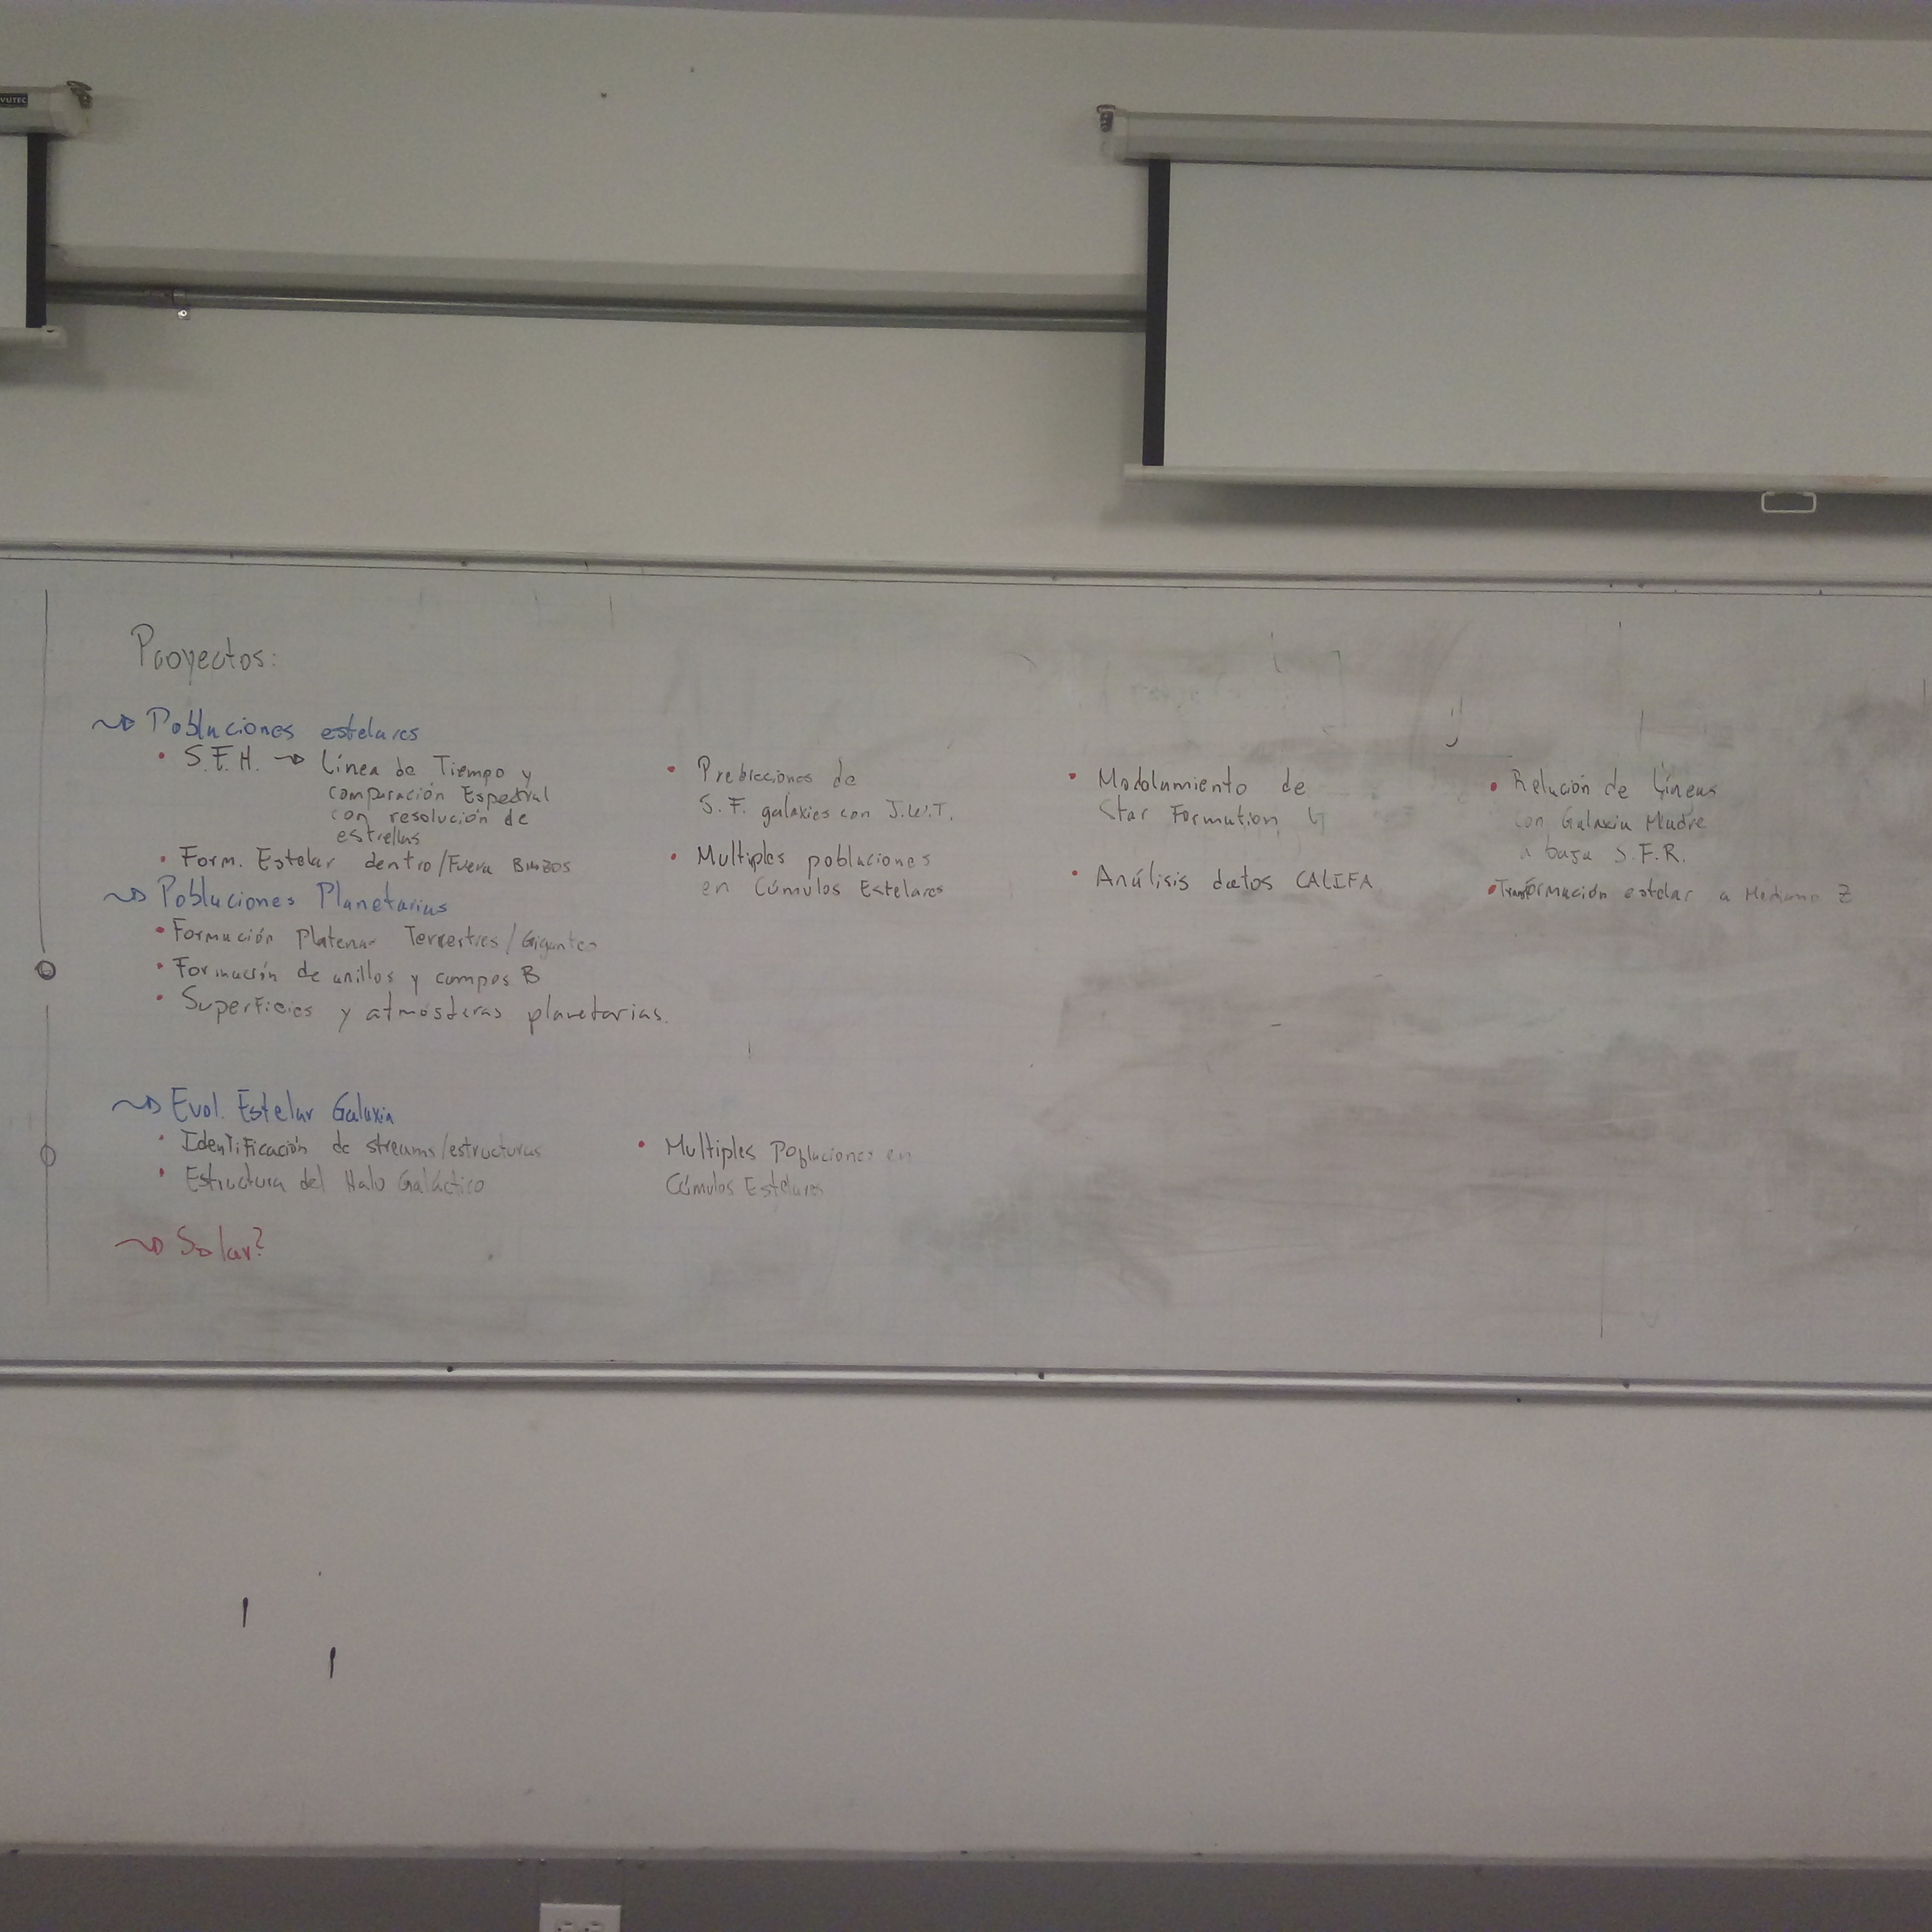 VUTEC
Proyectos:
Poblaciones estelares
• S.F.H. → Línea de Tiempo y
comparación Espectral
con resolución de
estrellas
• Form. Estelar dentro/Fuera Brazos
• Predicciones de
S.F. galaxies con J.W.T.
• Multiples poblaciones
en Cúmulos Estelares
• Modelamiento de
Star Formation
• Análisis datos CALIFA
• Relación de Líneas
con Galaxia Madre
a baja S.F.R.
• Transformación estelar a Mediano Z
Poblaciones Planetarias
• Formación Platenar Terrestres/Gigantes
• Formación de anillos y campos B
• Superficies y atmósferas planetarias.
Evol. Estelar Galaxia
• Identificación de streams/estructuras
• Estructura del Halo Galáctico
• Multiples Poblaciones en
Cúmulos Estelares
Solar?